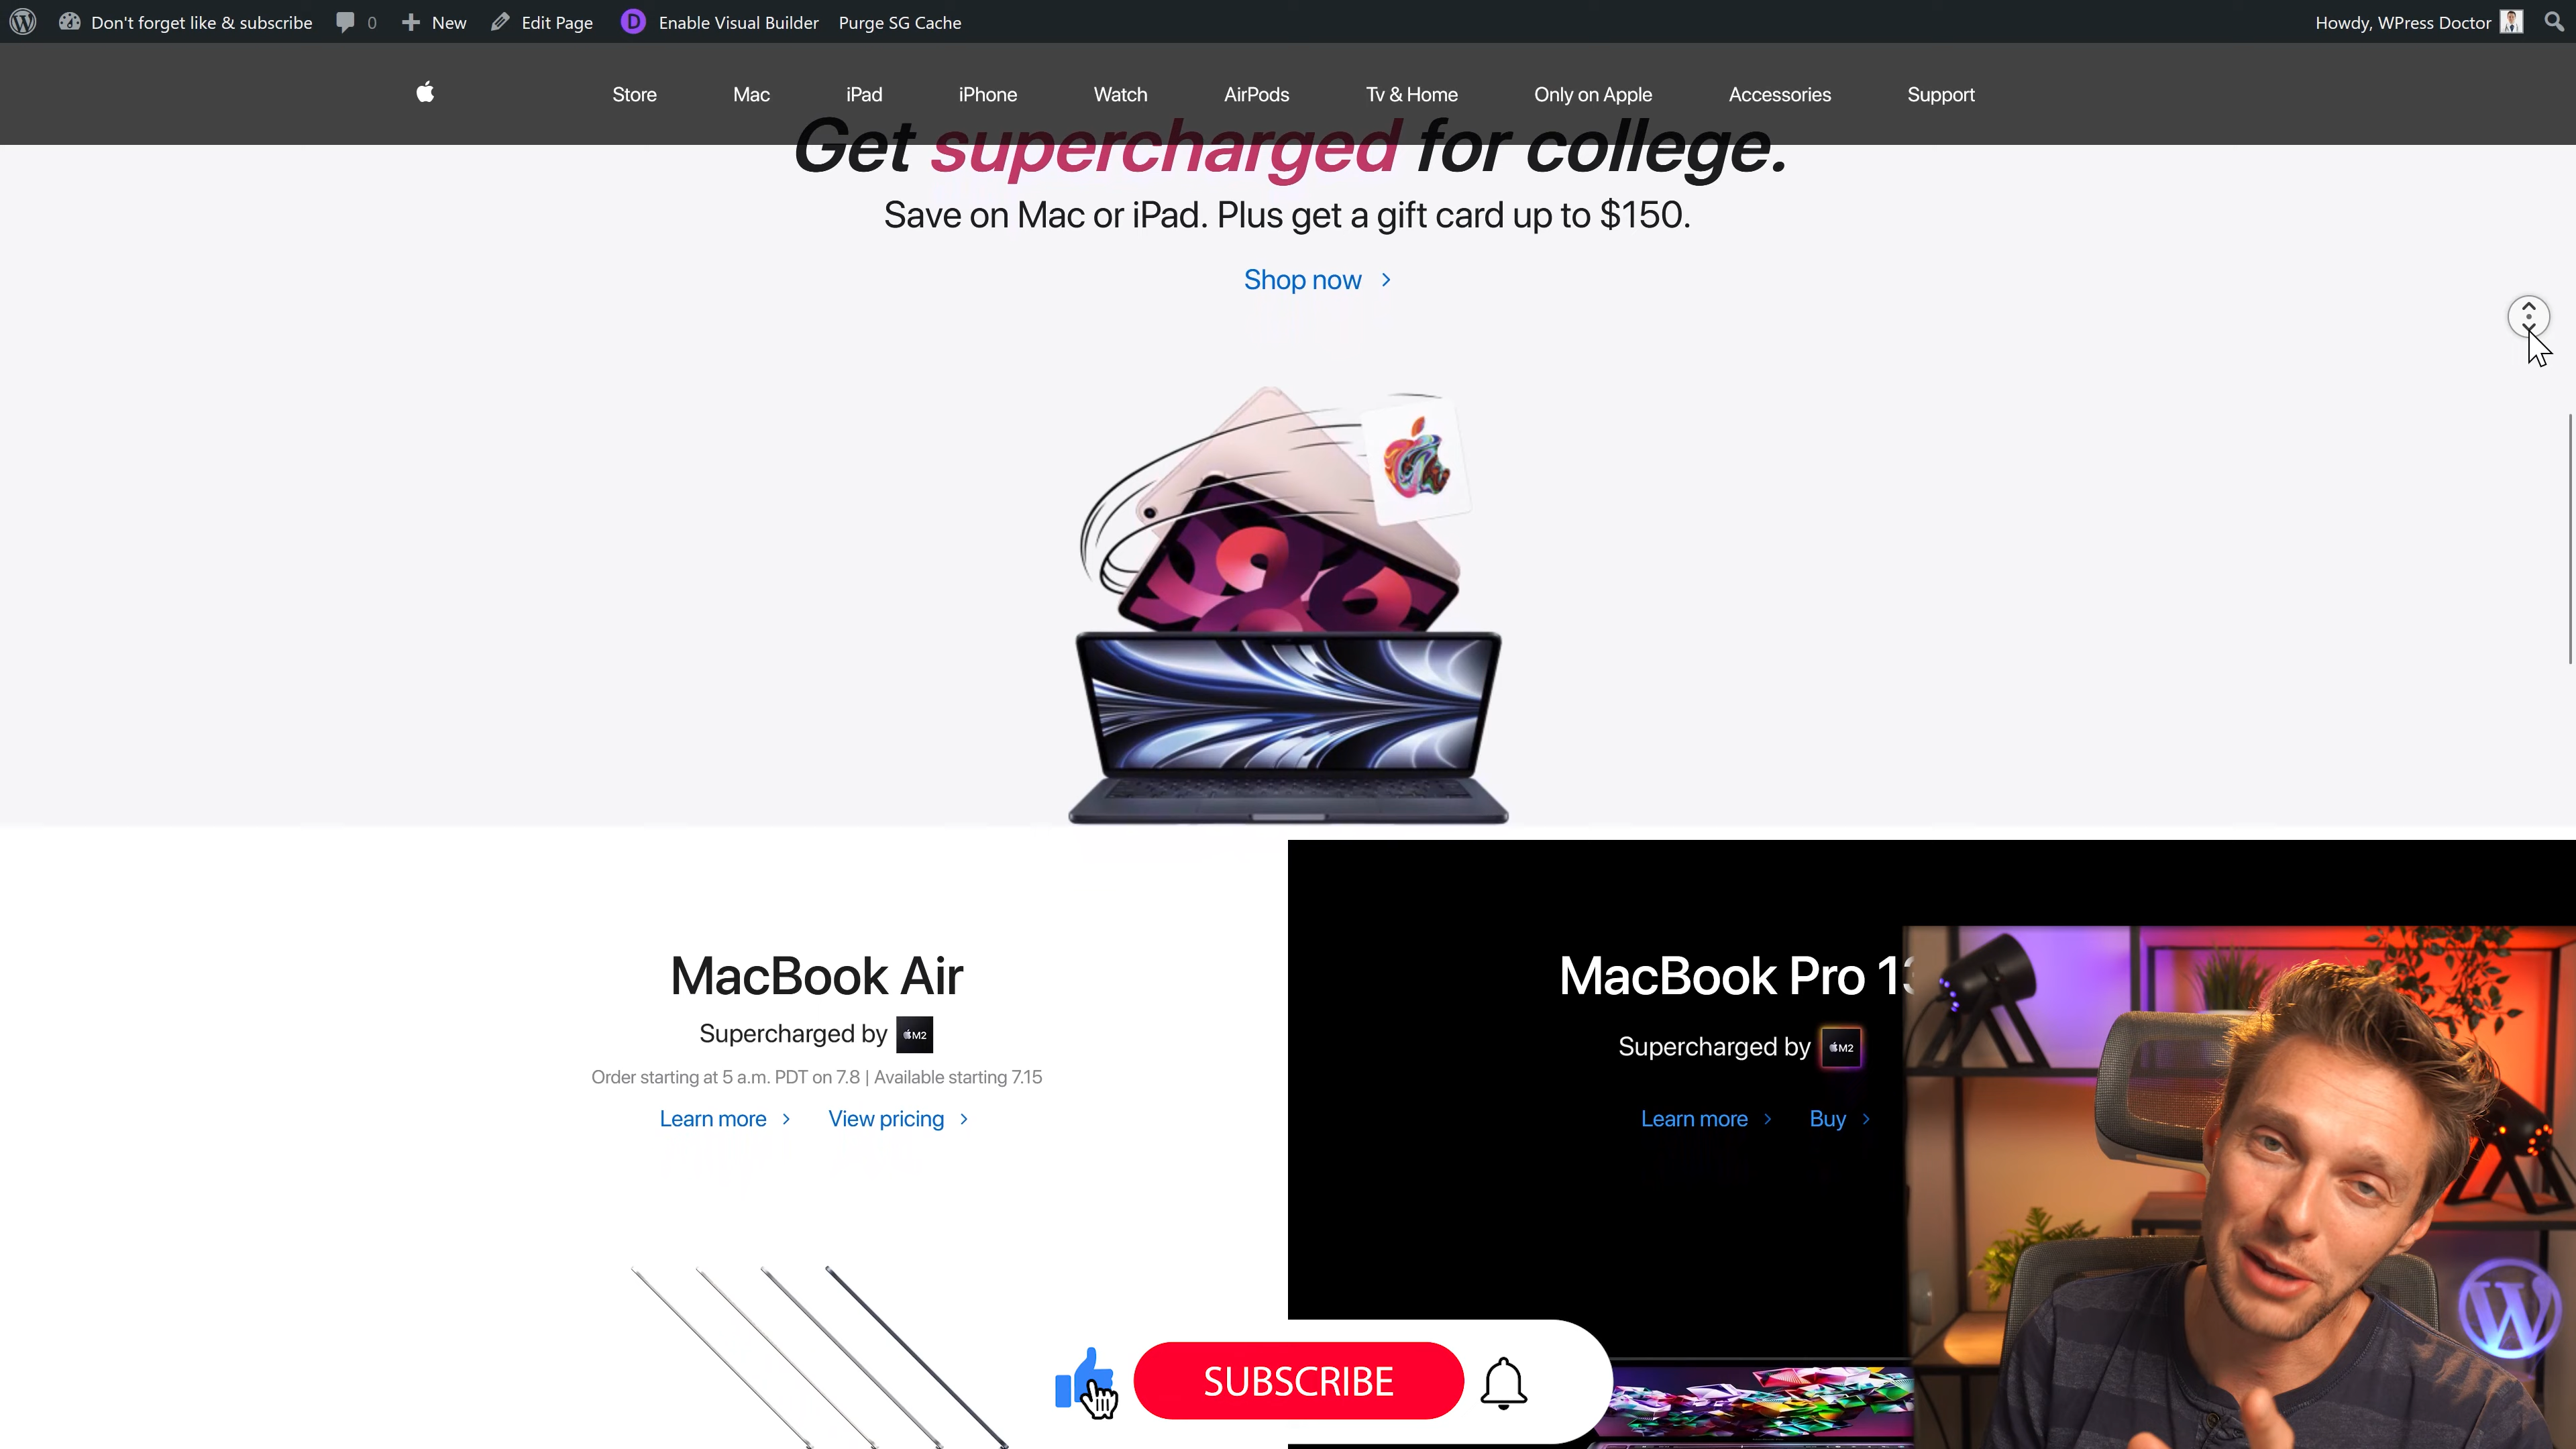 Don't forget like & subscribe 0 New Edit Page D Enable Visual Builder Purge SG Cache Howdy, WPress Doctor
Store Mac iPad iPhone Watch AirPods Tv & Home Only on Apple Accessories Support
Get supercharged for college.
Save on Mac or iPad. Plus get a gift card up to $150.
Shop now
MacBook Air
Supercharged by M2
Order starting at 5 a.m. PDT on 7.8 | Available starting 7.15
Learn more View pricing
MacBook Pro 13
Supercharged by M2
Learn more Buy
SUBSCRIBE